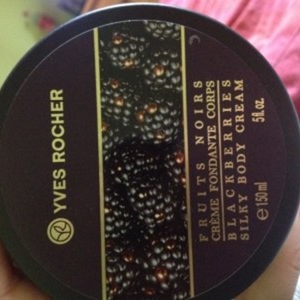 YVES ROCHER
FRUITS NOIRS
CRÈME FONDANTE CORPS
BLACKBERRIES
SILKY BODY CREAM
℮ 150 ml 5 fl.oz.